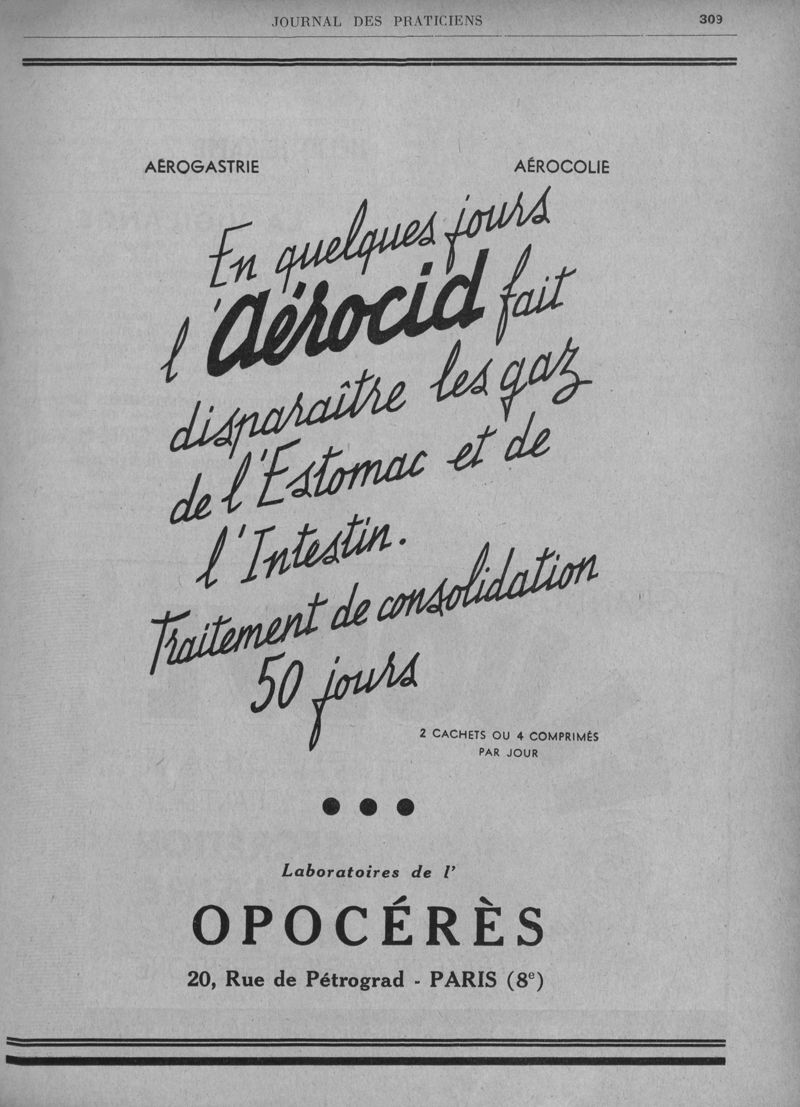 JOURNAL DES PRATICIENS 309
AÉROGASTRIE AÉROCOLIE
En quelques jours
l'Aérocid fait
disparaître les gaz
de l'Estomac et de
l'Intestin.
Traitement de consolidation
50 jours
2 CACHETS OU 4 COMPRIMÉS
PAR JOUR
Laboratoires de l'
OPOCÉRÈS
20, Rue de Pétrograd - PARIS (8e)